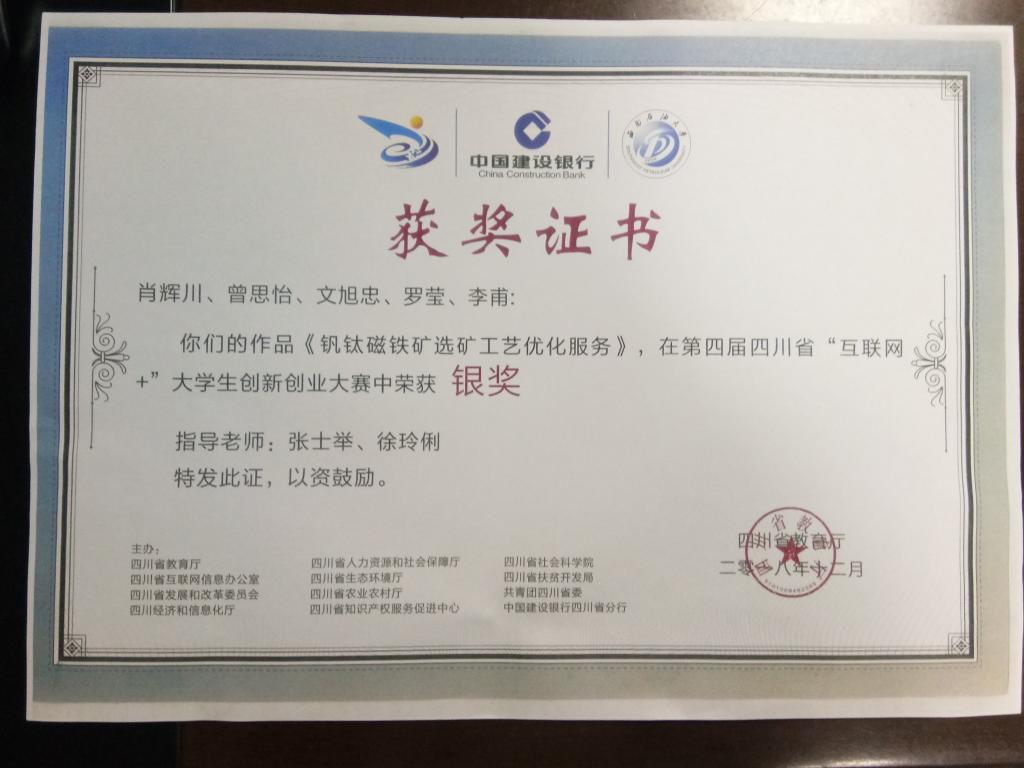 中国建设银行
China Construction Bank
西南石油大学
获奖证书
肖辉川、曾思怡、文旭忠、罗莹、李甫:
你们的作品《钒钛磁铁矿选矿工艺优化服务》，在第四届四川省“互联网
+”大学生创新创业大赛中荣获 银奖
指导老师：张士举、徐玲俐
特发此证，以资鼓励。
四川省教育厅
二零一八年十二月
主办：
四川省教育厅 四川省人力资源和社会保障厅 四川省社会科学院
四川省互联网信息办公室 四川省生态环境厅 四川省扶贫开发局
四川省发展和改革委员会 四川省农业农村厅 共青团四川省委
四川经济和信息化厅 四川省知识产权服务促进中心 中国建设银行四川省分行